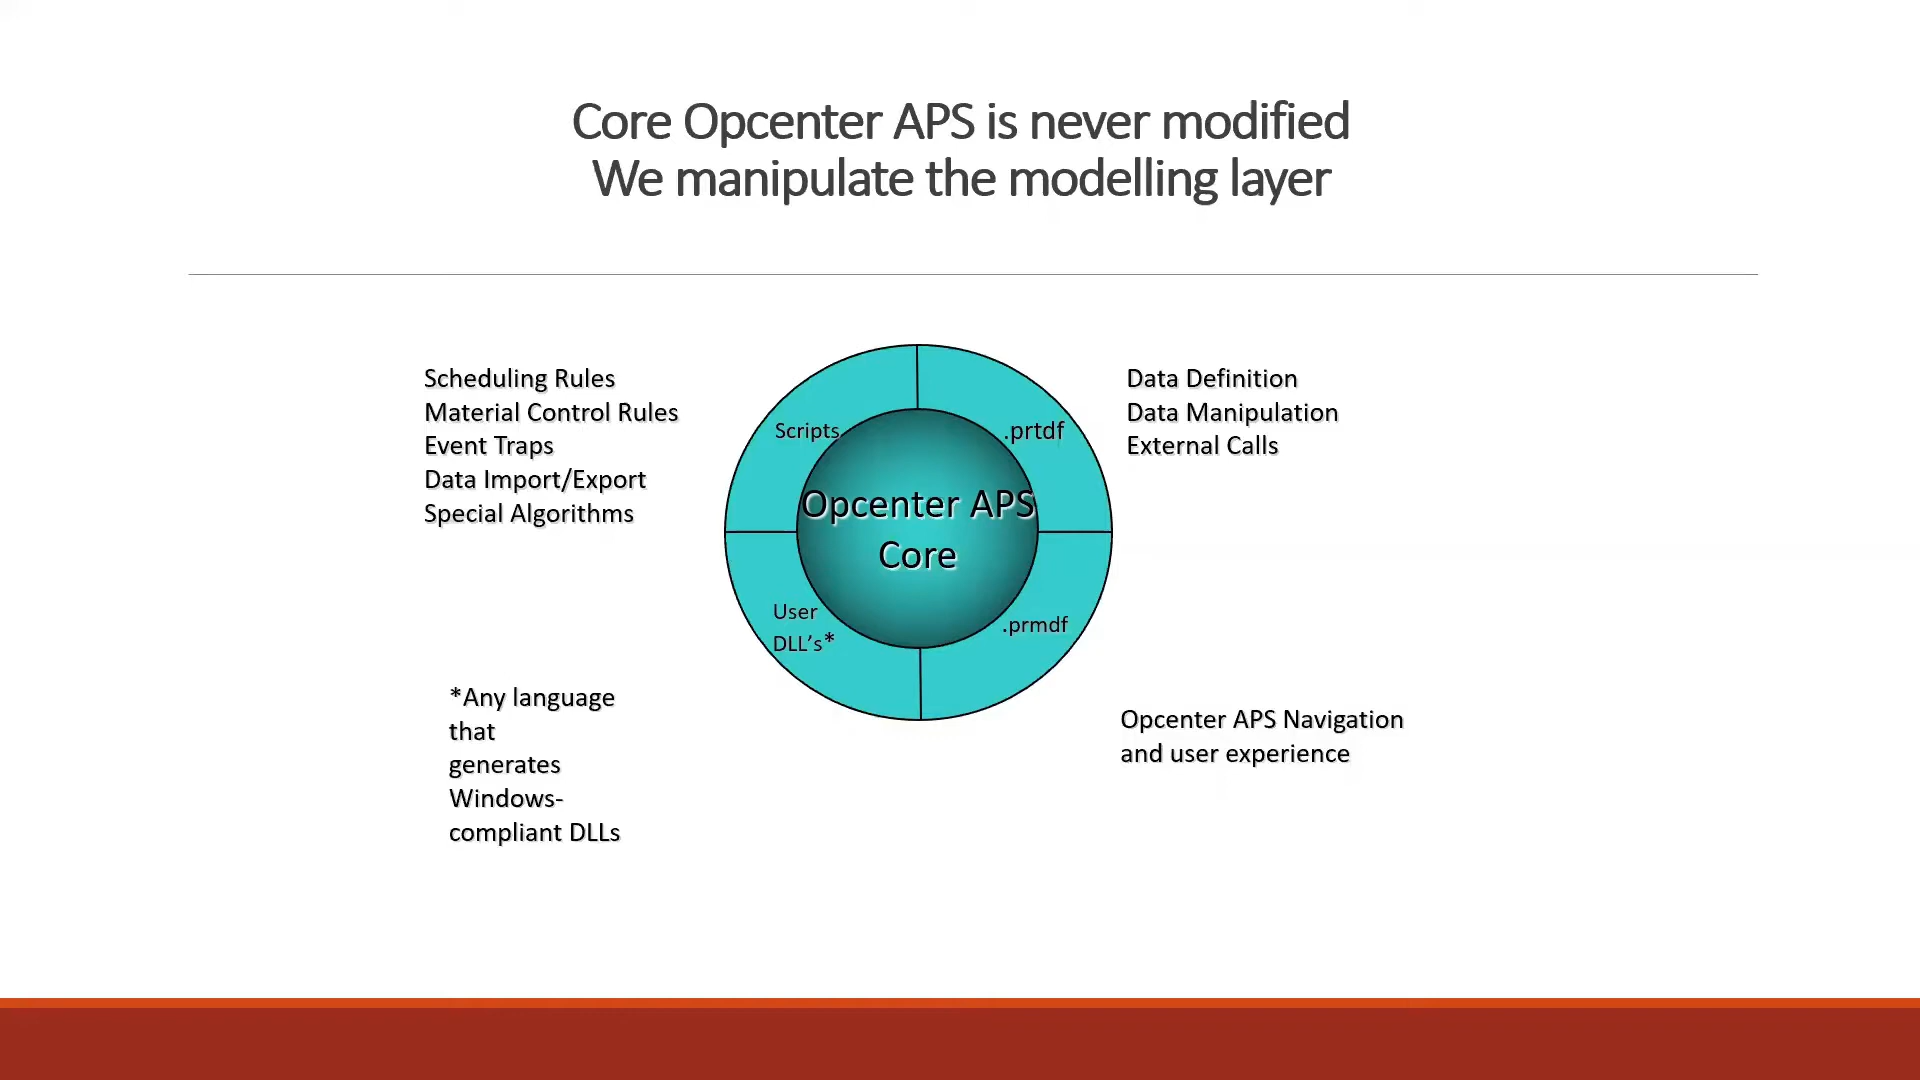 Core Opcenter APS is never modified
We manipulate the modelling layer
Scheduling Rules
Material Control Rules
Event Traps
Data Import/Export
Special Algorithms
Scripts
.prtdf
Data Definition
Data Manipulation
External Calls
Opcenter APS
Core
User
DLL’s*
.prmdf
*Any language
that
generates
Windows-
compliant DLLs
Opcenter APS Navigation
and user experience